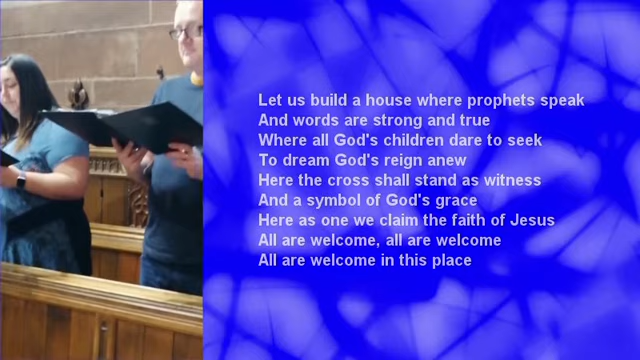 Let us build a house where prophets speak
And words are strong and true
Where all God's children dare to seek
To dream God's reign anew
Here the cross shall stand as witness
And a symbol of God's grace
Here as one we claim the faith of Jesus
All are welcome, all are welcome
All are welcome in this place